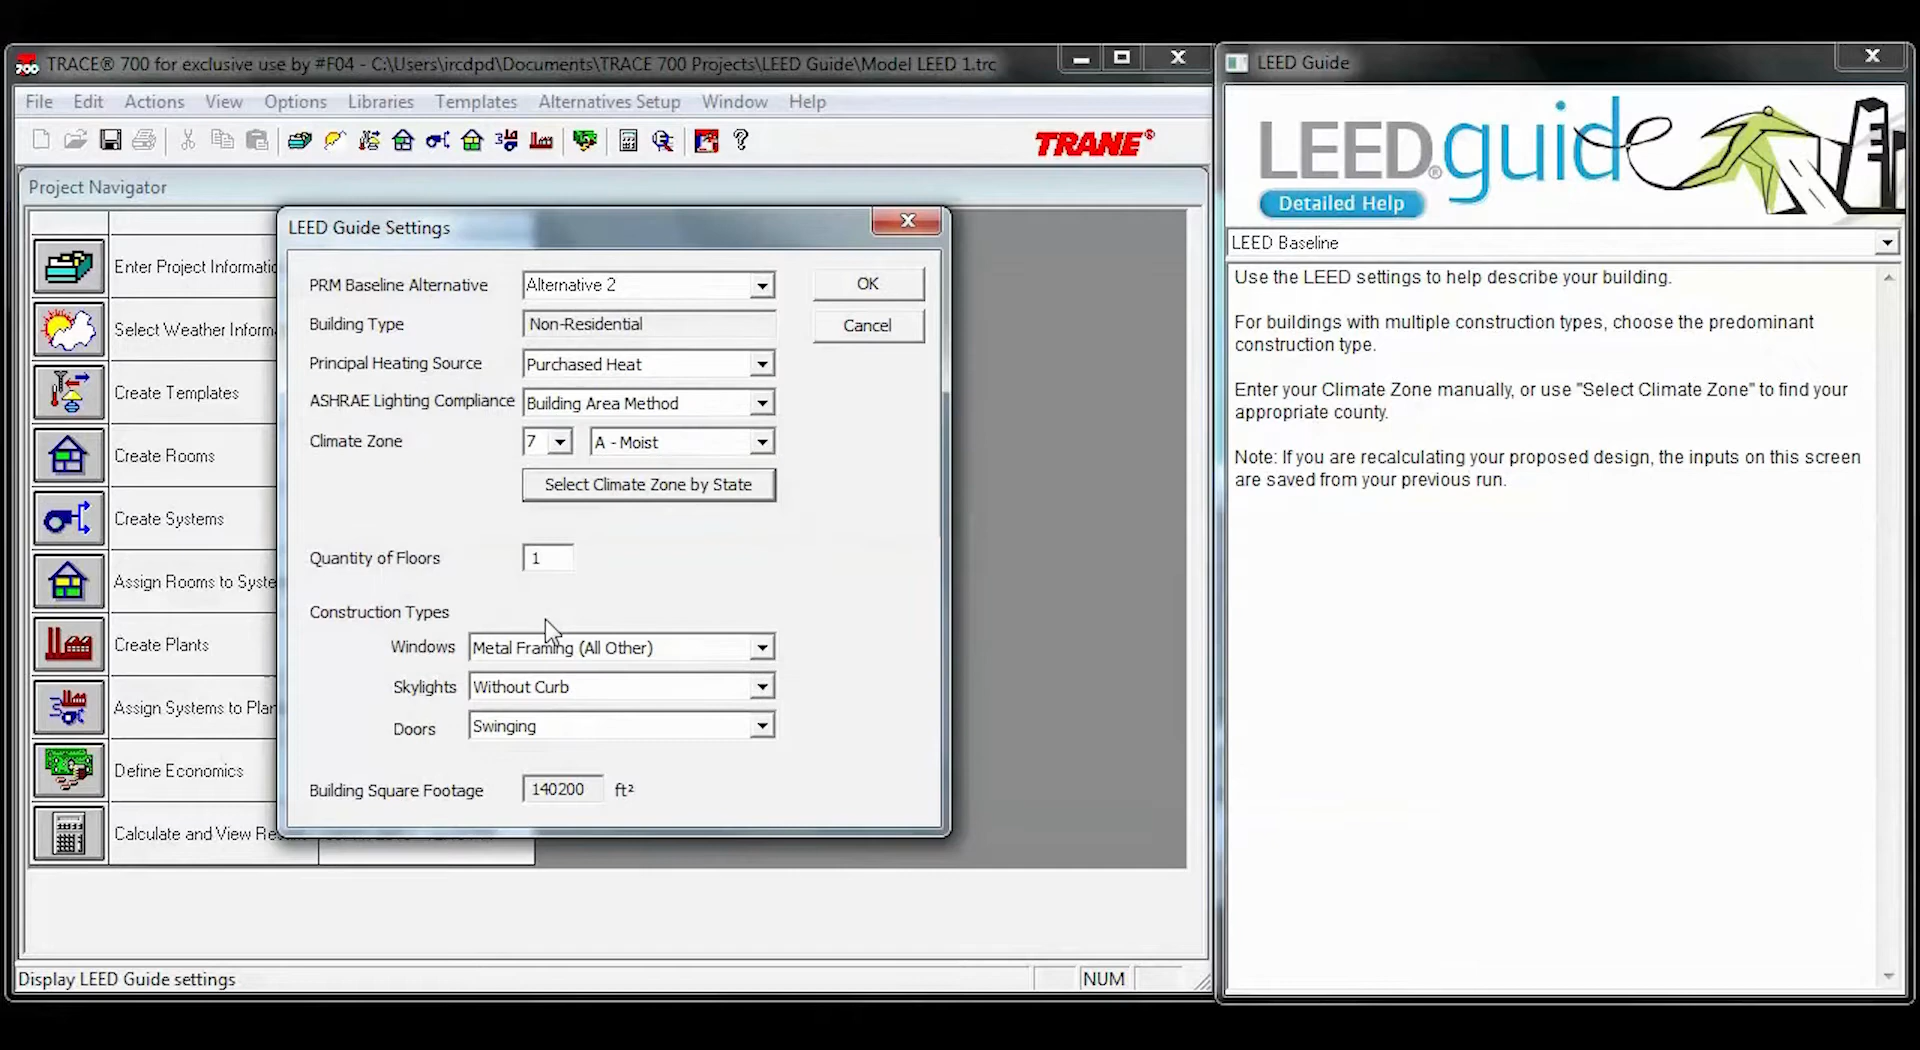 700 TRACE® 700 for exclusive use by #F04 - C:\Users\ircdpd\Documents\TRACE 700 Projects\LEED Guide\Model LEED 1.trc
File Edit Actions View Options Libraries Templates Alternatives Setup Window Help
TRANE®
Project Navigator
Enter Project Informatic
Select Weather Inform
Create Templates
Create Rooms
Create Systems
Assign Rooms to Syste
Create Plants
Assign Systems to Plan
Define Economics
Calculate and View Re
LEED Guide Settings
PRM Baseline Alternative Alternative 2
OK
Building Type Non-Residential
Cancel
Principal Heating Source Purchased Heat
ASHRAE Lighting Compliance Building Area Method
Climate Zone 7 A - Moist
Select Climate Zone by State
Quantity of Floors 1
Construction Types
Windows Metal Framing (All Other)
Skylights Without Curb
Doors Swinging
Building Square Footage 140200 ft²
Display LEED Guide settings
NUM
LEED Guide
LEED®guide
Detailed Help
LEED Baseline
Use the LEED settings to help describe your building.
For buildings with multiple construction types, choose the predominant
construction type.
Enter your Climate Zone manually, or use "Select Climate Zone" to find your
appropriate county.
Note: If you are recalculating your proposed design, the inputs on this screen
are saved from your previous run.